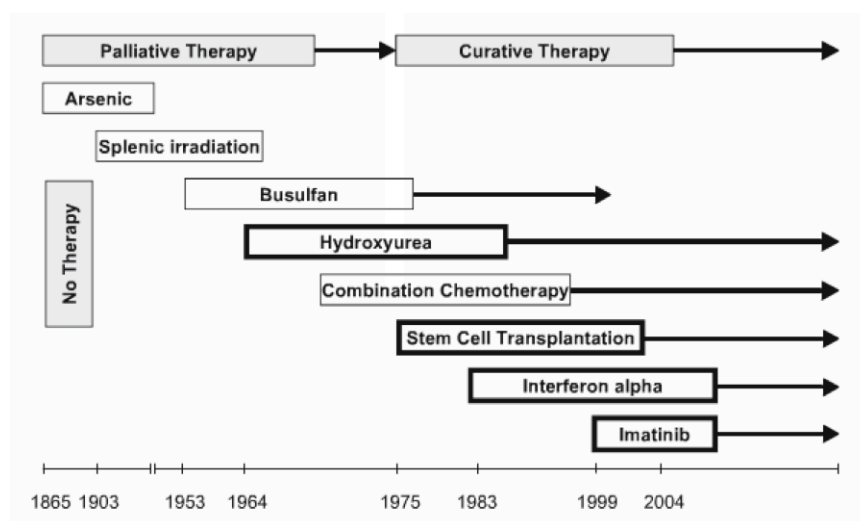 Palliative Therapy
Curative Therapy
Arsenic
Splenic irradiation
No Therapy
Busulfan
Hydroxyurea
Combination Chemotherapy
Stem Cell Transplantation
Interferon alpha
Imatinib
1865 1903 1953 1964 1975 1983 1999 2004